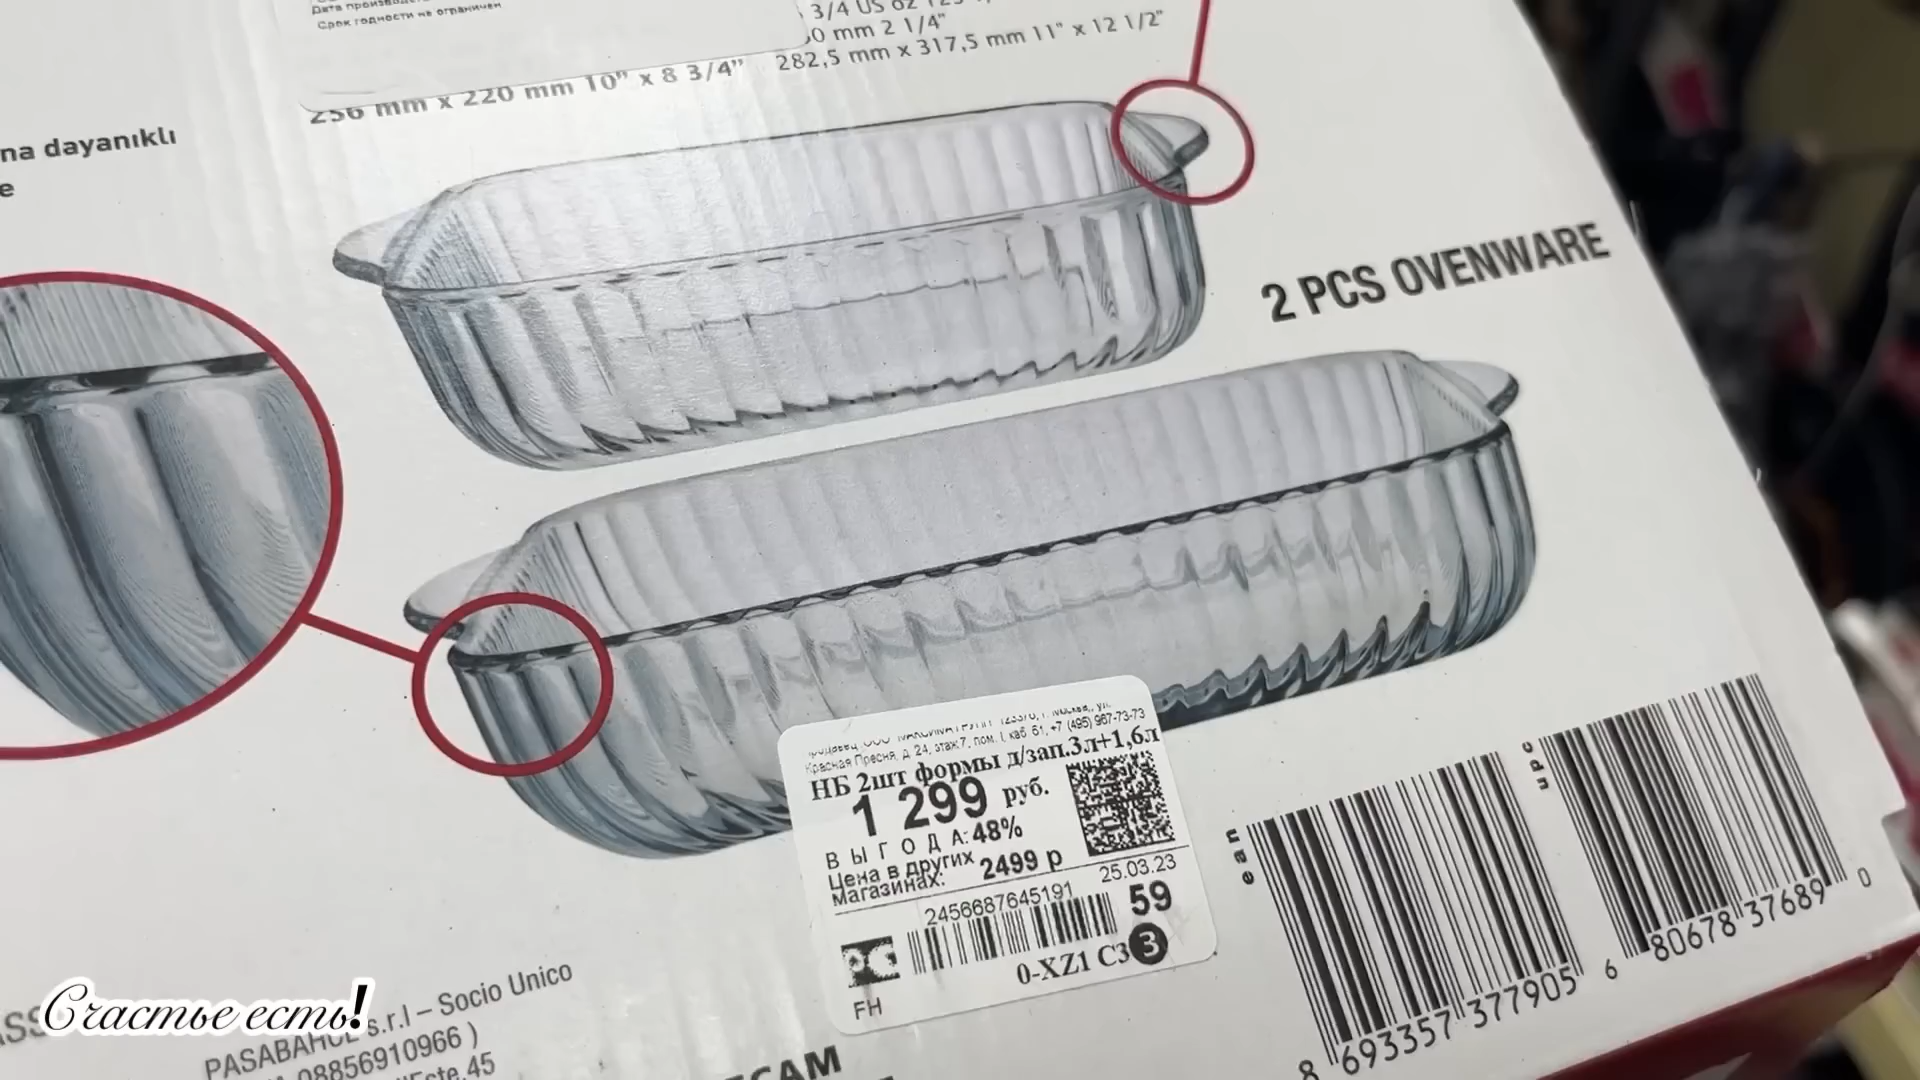 Дата
Срок годности не ограничен
3/4 US oz
mm 2 1/4"
256 mm x 220 mm 10" x 8 3/4"
282,5 mm x 317,5 mm 11" x 12 1/2"
na dayanıklı
e
2 PCS OVENWARE
Красная Пресня, д. 24, этаж 7, пом. I, каб 61, +7 (495) 967-73-73
НБ 2шт формы д/зап.3л+1,6л
1 299 руб.
ВЫГОДА: 48%
Цена в других
магазинах: 2499 р
25.03.23
2456687645191
59
0-XZ1 C3 3
FH
ean
8 693357 377905
upc
6 80678 37689 0
Счастье есть!
PASABAHCE s.r.l – Socio Unico
08856910966 )
Este,45